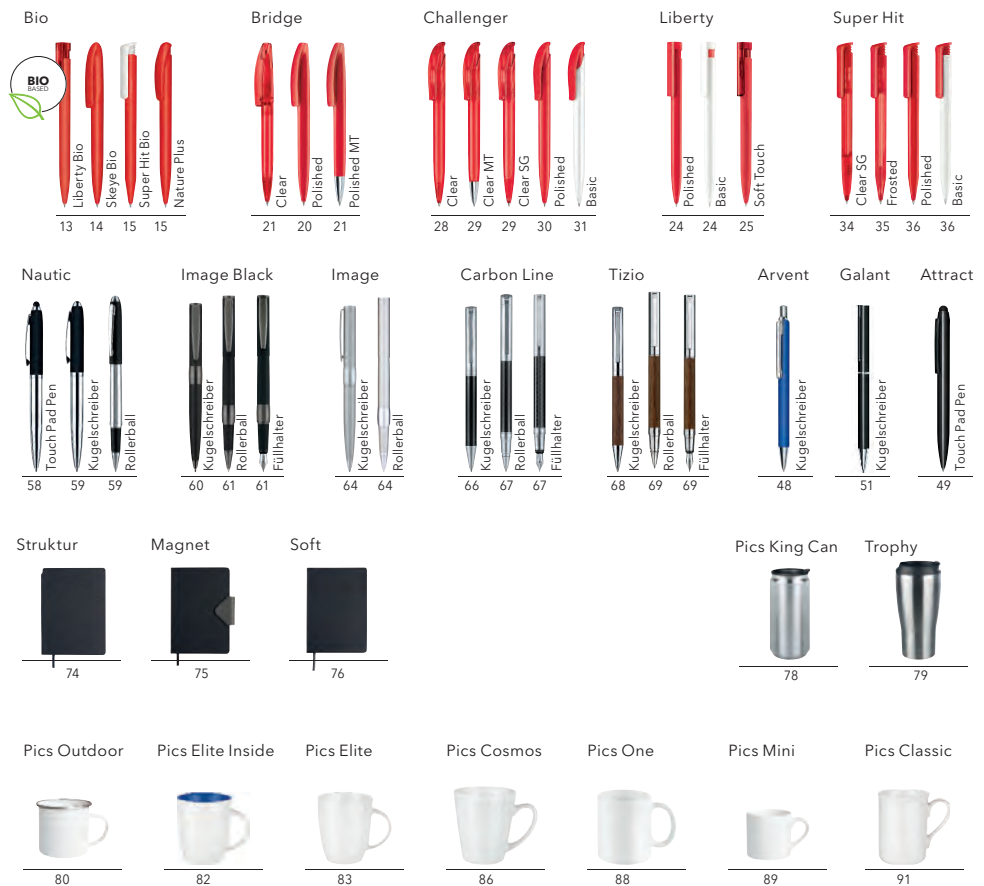 Bio
Bridge
Challenger
Liberty
Super Hit
BIO
BASED
Liberty Bio
Skeye Bio
Super Hit Bio
Nature Plus
Clear
Polished
Polished MT
Clear
Clear MT
Clear SG
Polished
Basic
Polished
Basic
Soft Touch
Clear SG
Frosted
Polished
Basic
13 14 15 15
21 20 21
28 29 29 30 31
24 24 25
34 35 36 36
Nautic
Image Black
Image
Carbon Line
Tizio
Arvent
Galant
Attract
Touch Pad Pen
Kugelschreiber
Rollerball
Kugelschreiber
Rollerball
Füllhalter
Kugelschreiber
Rollerball
Kugelschreiber
Rollerball
Füllhalter
Kugelschreiber
Rollerball
Füllhalter
Kugelschreiber
Kugelschreiber
Touch Pad Pen
58 59 59
60 61 61
64 64
66 67 67
68 69 69
48
51
49
Struktur
Magnet
Soft
Pics King Can
Trophy
74
75
76
78
79
Pics Outdoor
Pics Elite Inside
Pics Elite
Pics Cosmos
Pics One
Pics Mini
Pics Classic
80
82
83
86
88
89
91